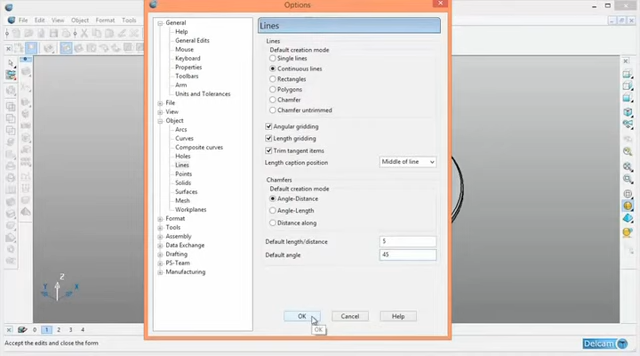 Options
File Edit View Object Format Tools
General
Help
General Edits
Mouse
Keyboard
Properties
Toolbars
Arm
Units and Tolerances
File
View
Object
Arcs
Curves
Composite curves
Holes
Lines
Points
Solids
Surfaces
Mesh
Workplanes
Format
Tools
Assembly
Data Exchange
Drafting
PS-Team
Manufacturing
Lines
Lines
Default creation mode
Single lines
Continuous lines
Rectangles
Polygons
Chamfer
Chamfer untrimmed
Angular gridding
Length gridding
Trim tangent items
Length caption position Middle of line
Chamfers
Default creation mode
Angle-Distance
Angle-Length
Distance along
Default length/distance 5
Default angle 45
OK Cancel Help
OK
Z
Y X
0 1 2 3 4
Accept the edits and close the form
Delcam